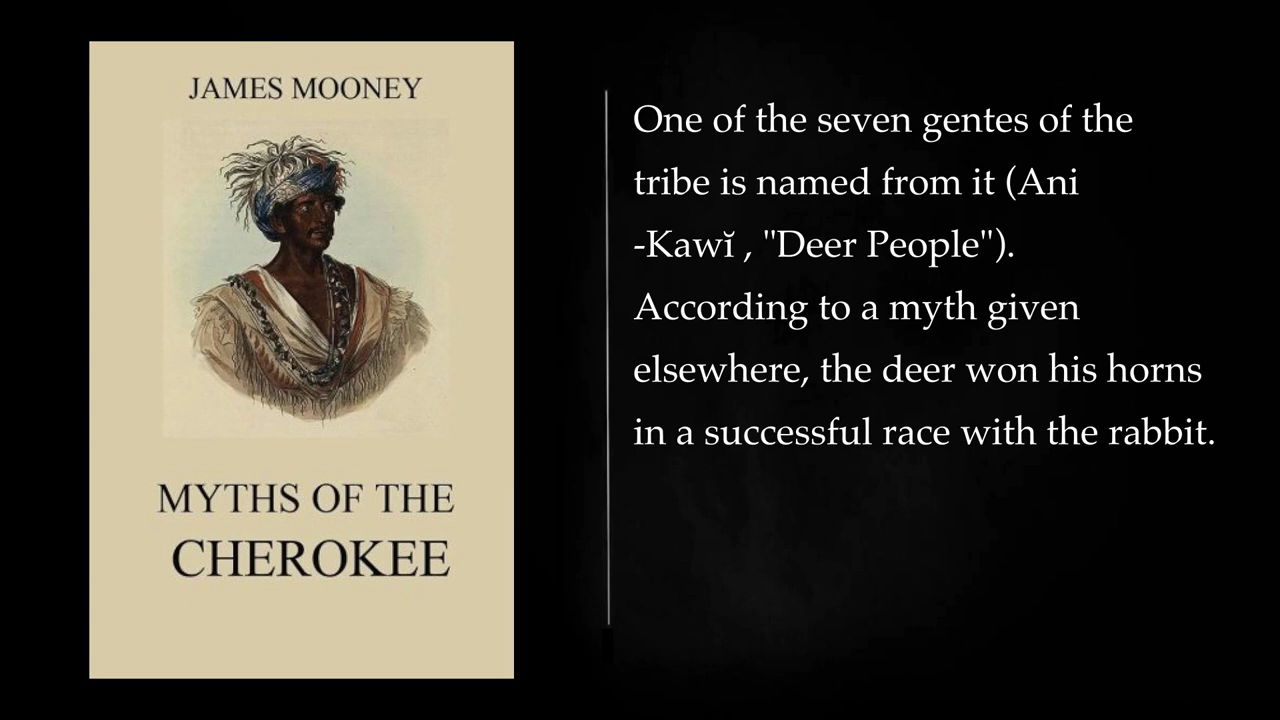 JAMES MOONEY
MYTHS OF THE
CHEROKEE
One of the seven gentes of the
tribe is named from it (Ani
-Kawĭ , "Deer People").
According to a myth given
elsewhere, the deer won his horns
in a successful race with the rabbit.